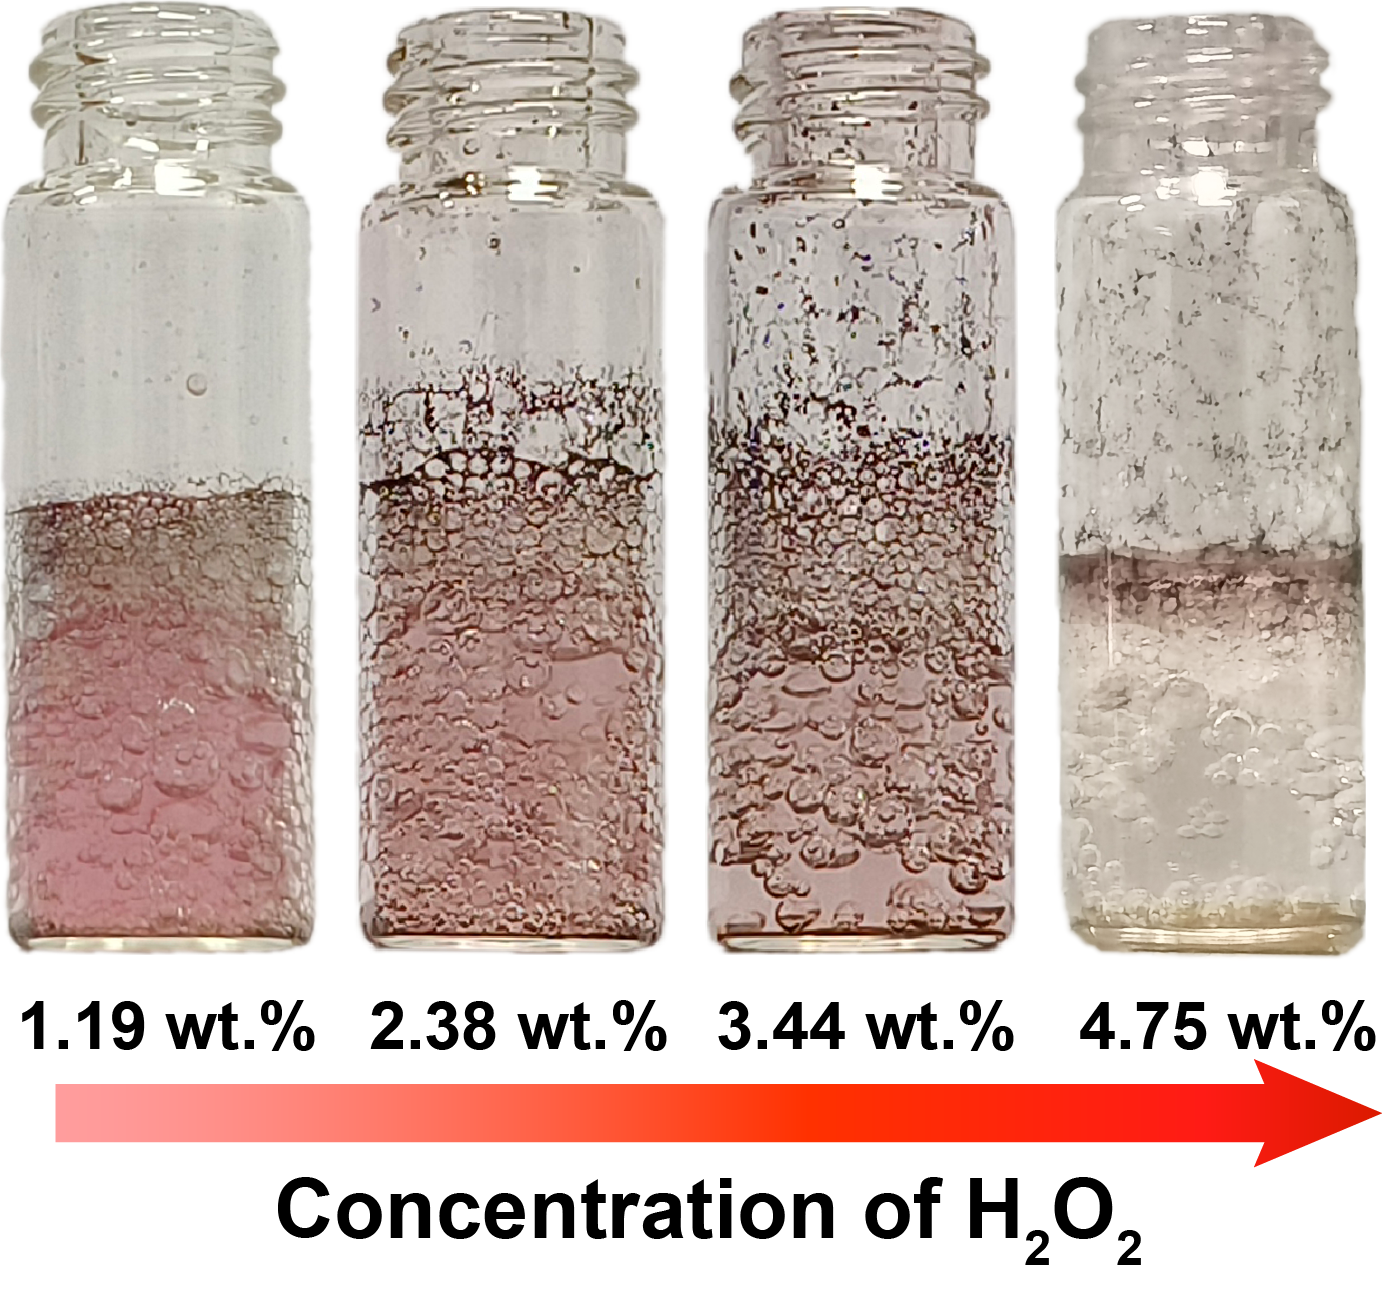 1.19 wt.% 2.38 wt.% 3.44 wt.% 4.75 wt.%
Concentration of H₂O₂